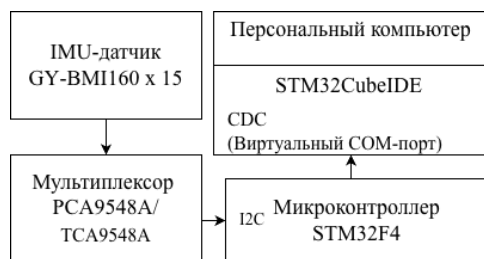 IMU-датчик
GY-BMI160 x 15
Персональный компьютер
STM32CubeIDE
CDC
(Виртуальный COM-порт)
Мультиплексор
PCA9548A/
TCA9548A
I2C
Микроконтроллер
STM32F4